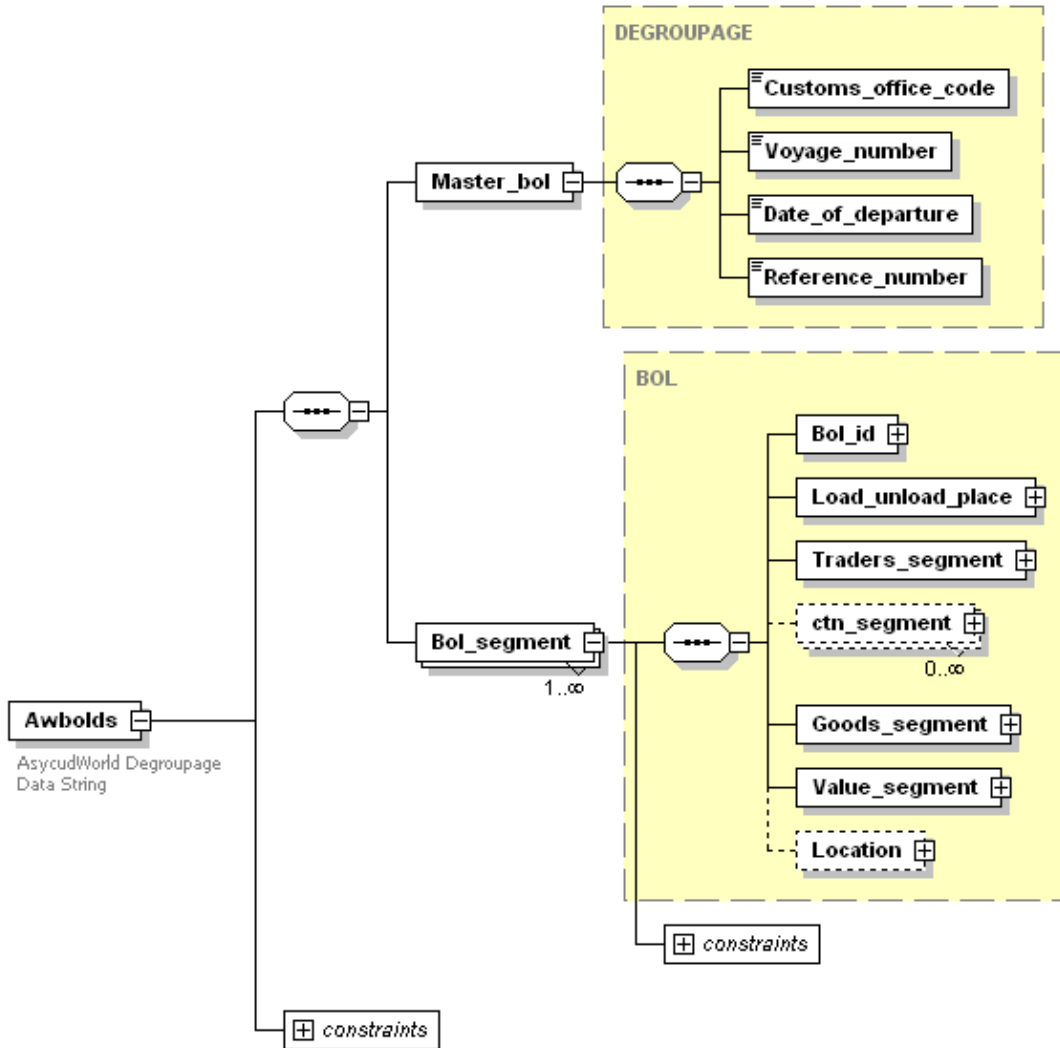 DEGROUPAGE
Customs_office_code
Voyage_number
Master_bol
Date_of_departure
Reference_number
BOL
Bol_id
Load_unload_place
Traders_segment
ctn_segment
0..∞
Bol_segment
1..∞
Goods_segment
Value_segment
Location
Awbolds
AsycudWorld Degroupage
Data String
constraints
constraints